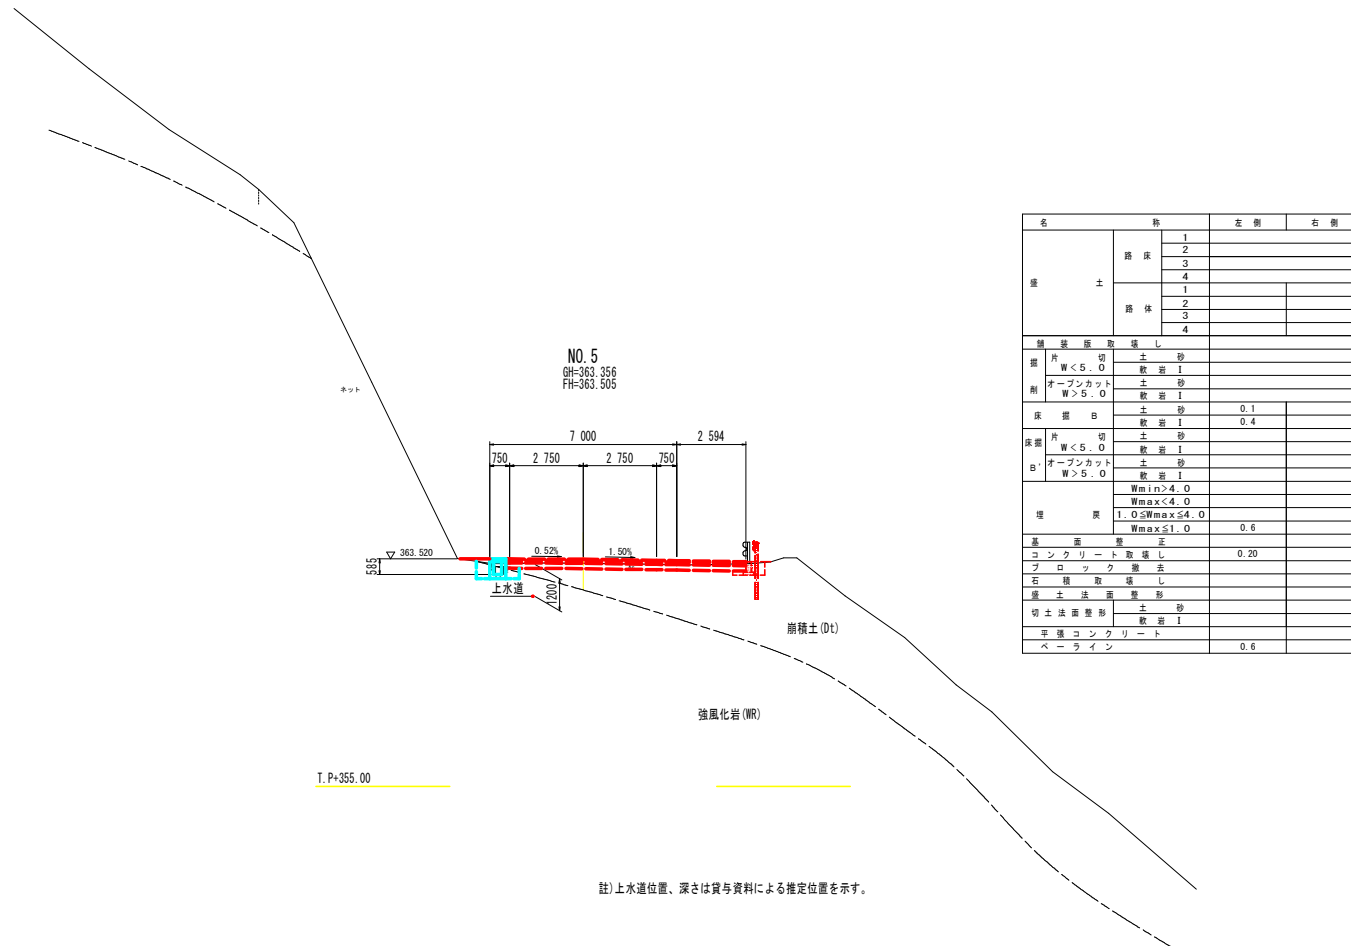 NO. 5
GH=363.356
FH=363.505
ネット
7 000
2 594
750
2 750
2 750
750
363.520
0.52%
1.50%
585
上水道
1200
崩積土(Dt)
強風化岩(WR)
T.P+355.00
註)上水道位置、深さは貸与資料による推定位置を示す。
名 称 左 側 右 側
盛 土 路 床 1
2
3
4
路 体 1
2
3
4
舗 装 版 取 壊 し
掘 削 片 切 W<5.0 土 砂
軟 岩 I
オープンカット W>5.0 土 砂
軟 岩 I
床 掘 B 土 砂 0.1
軟 岩 I 0.4
床掘 B' 片 切 W<5.0 土 砂
軟 岩 I
オープンカット W>5.0 土 砂
軟 岩 I
埋 戻 Wmin>4.0
Wmax<4.0
1.0≦Wmax≦4.0
Wmax≦1.0 0.6
基 面 整 正
コ ン ク リ ー ト 取 壊 し 0.20
ブ ロ ッ ク 撤 去
石 積 取 壊 し
盛 土 法 面 整 形
切 土 法 面 整 形 土 砂
軟 岩 I
平 張 コ ン ク リ ー ト
ペ ー ラ イ ン 0.6